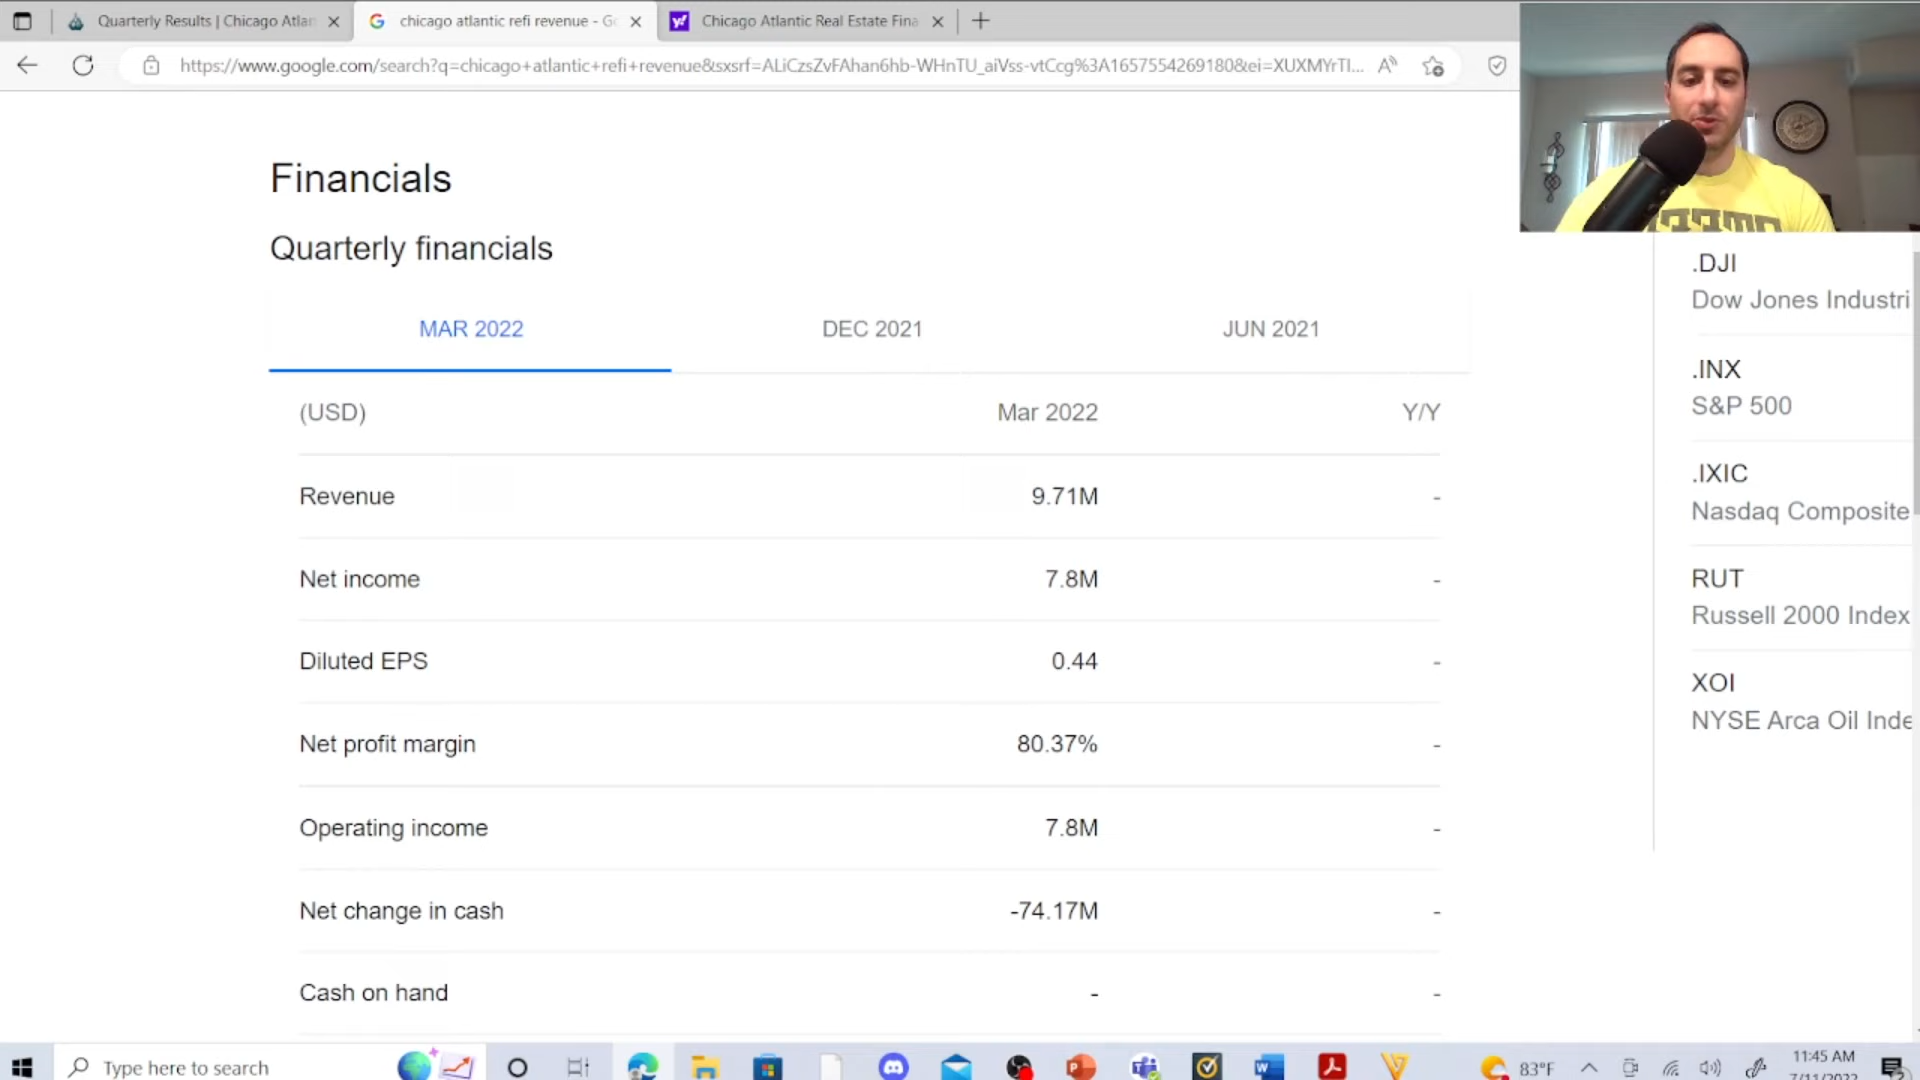 Quarterly Results | Chicago Atlan
chicago atlantic refi revenue - Go
Chicago Atlantic Real Estate Fina
https://www.google.com/search?q=chicago+atlantic+refi+revenue&sxsrf=ALiCzsZvFAhan6hb-WHnTU_aiVss-vtCcg%3A1657554269180&ei=XUXMYrTI...
Financials
Quarterly financials
MAR 2022 DEC 2021 JUN 2021
(USD) Mar 2022 Y/Y
Revenue 9.71M -
Net income 7.8M -
Diluted EPS 0.44 -
Net profit margin 80.37% -
Operating income 7.8M -
Net change in cash -74.17M -
Cash on hand - -
.DJI
Dow Jones Industri
.INX
S&P 500
.IXIC
Nasdaq Composite
RUT
Russell 2000 Index
XOI
NYSE Arca Oil Inde
Type here to search
83°F
11:45 AM
7/11/2022